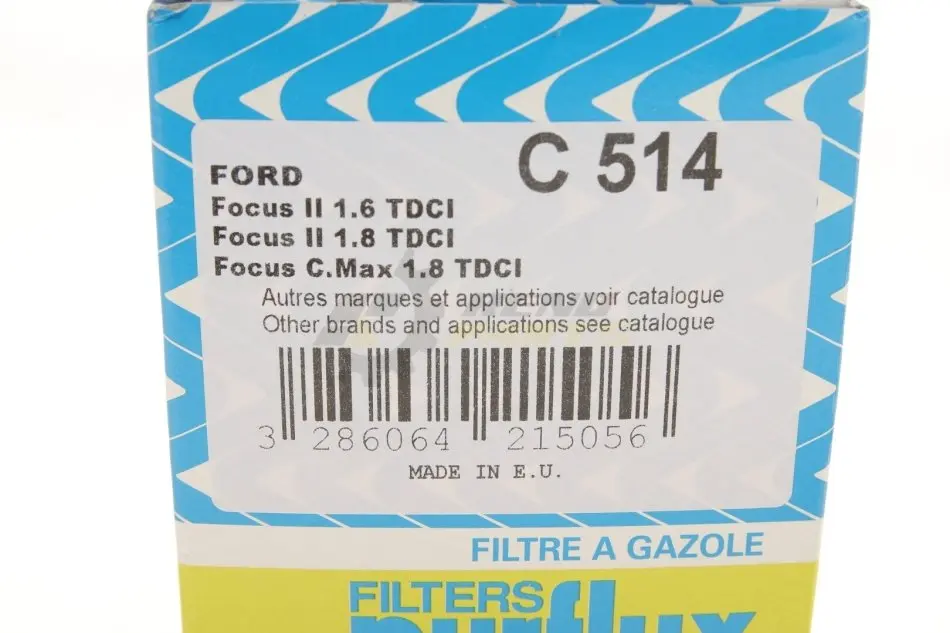 C 514
FORD
Focus II 1.6 TDCI
Focus II 1.8 TDCI
Focus C.Max 1.8 TDCI
Autres marques et applications voir catalogue
Other brands and applications see catalogue
3 286064 215056
MADE IN E.U.
FILTRE A GAZOLE
FILTERS
purflux